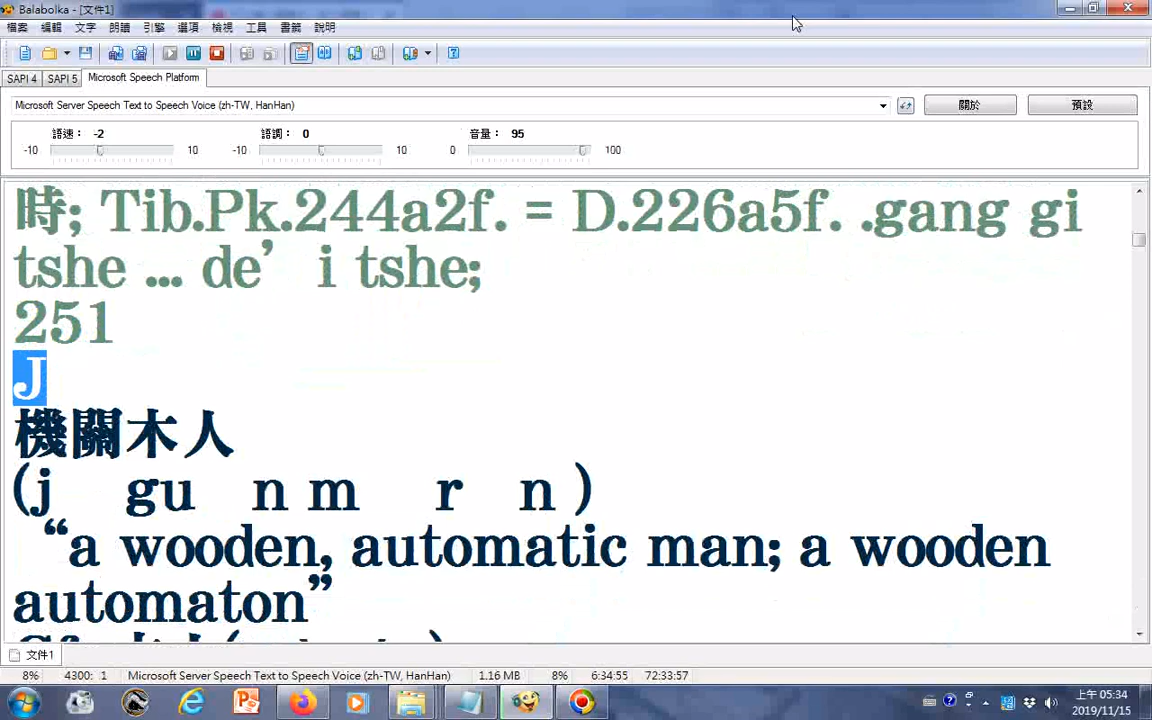 Balabolka - [文件1]
檔案 編輯 文字 朗讀 引擎 選項 檢視 工具 書籤 說明
SAPI 4 SAPI 5 Microsoft Speech Platform
Microsoft Server Speech Text to Speech Voice (zh-TW, HanHan) 關於 預設
語速： -2 語調： 0 音量： 95
-10 10 -10 10 0 100
時; Tib.Pk.244a2f. = D.226a5f. .gang gi
tshe ... de’ i tshe;
251
J
機關木人
(j gu n m r n )
“a wooden, automatic man; a wooden
automaton”
文件1
8% 4300: 1 Microsoft Server Speech Text to Speech Voice (zh-TW, HanHan) 1.16 MB 8% 6:34:55 72:33:57
上午 05:34
2019/11/15